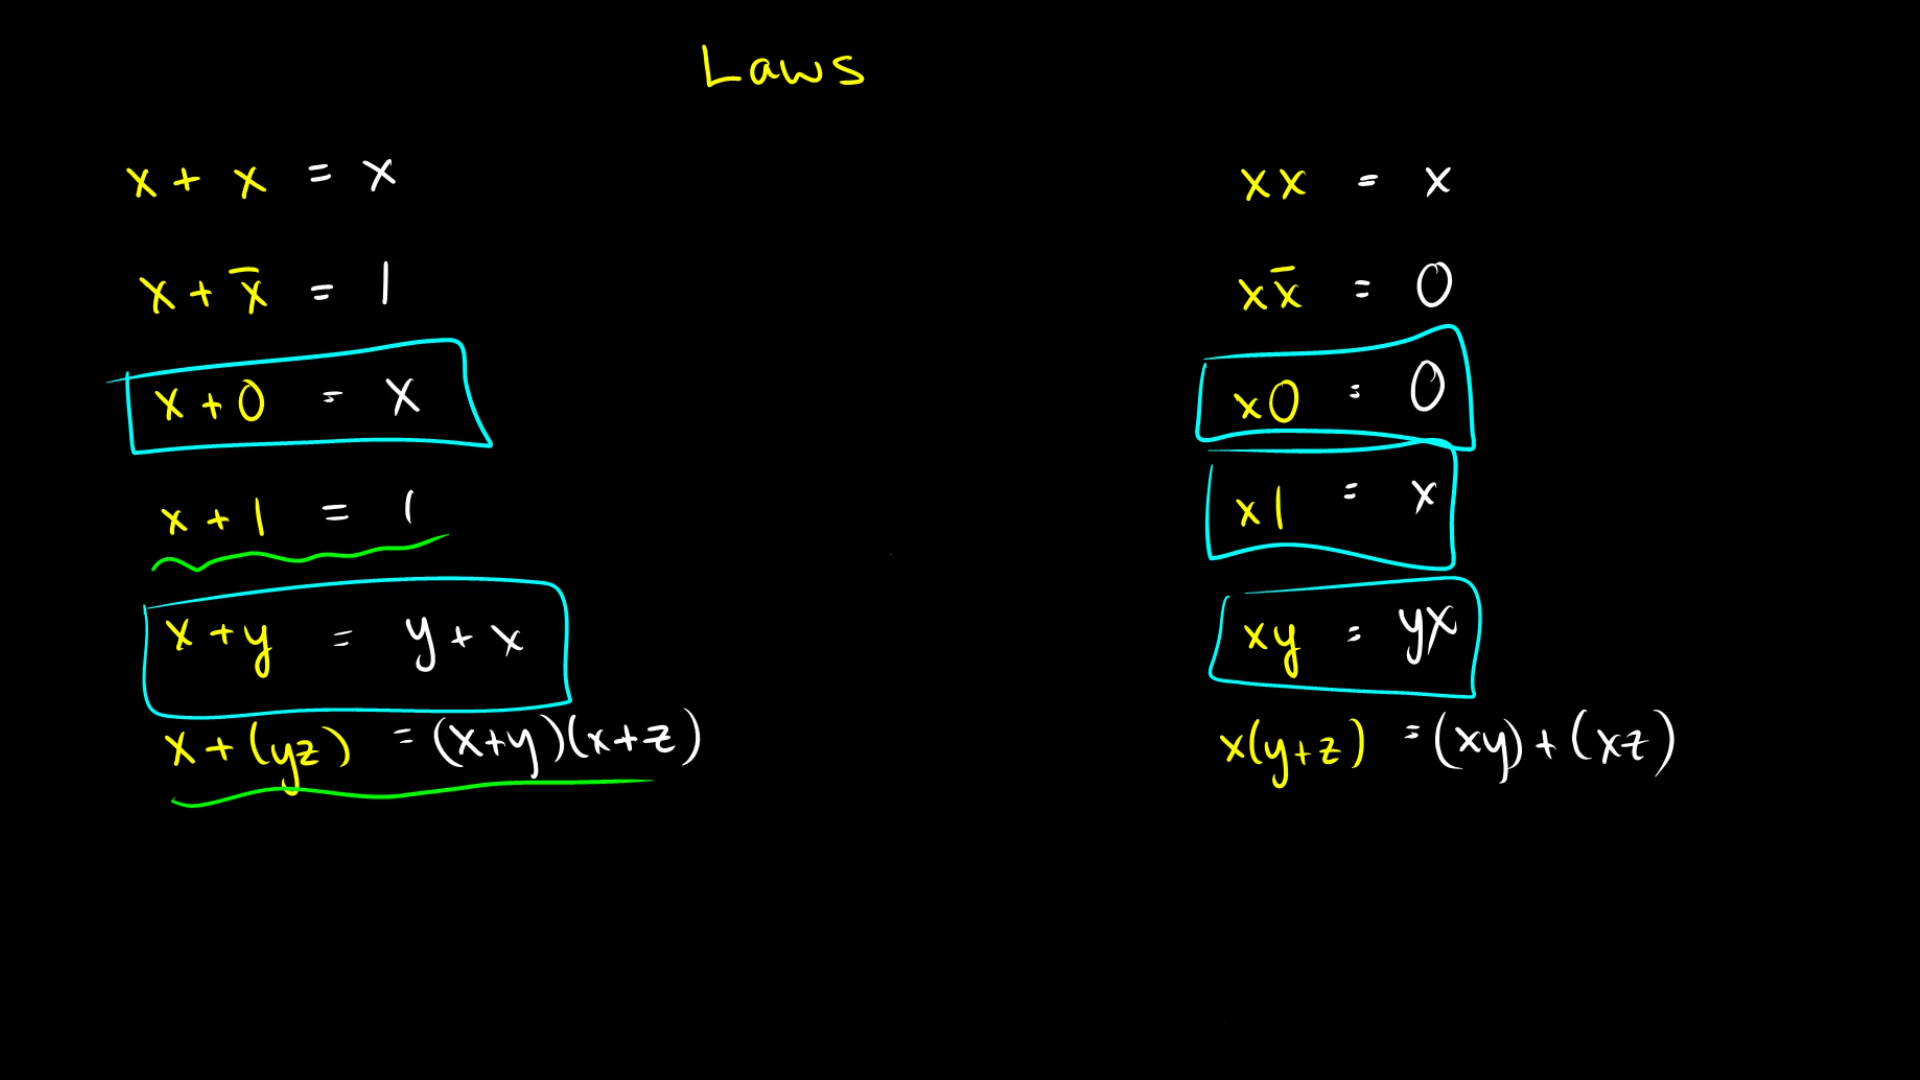 Laws
x + x = x
xx = x
x + x̄ = 1
xx̄ = 0
x + 0 = x
x0 = 0
x + 1 = 1
x1 = x
x + y = y + x
xy = yx
x + (yz) = (x+y)(x+z)
x(y+z) = (xy) + (xz)